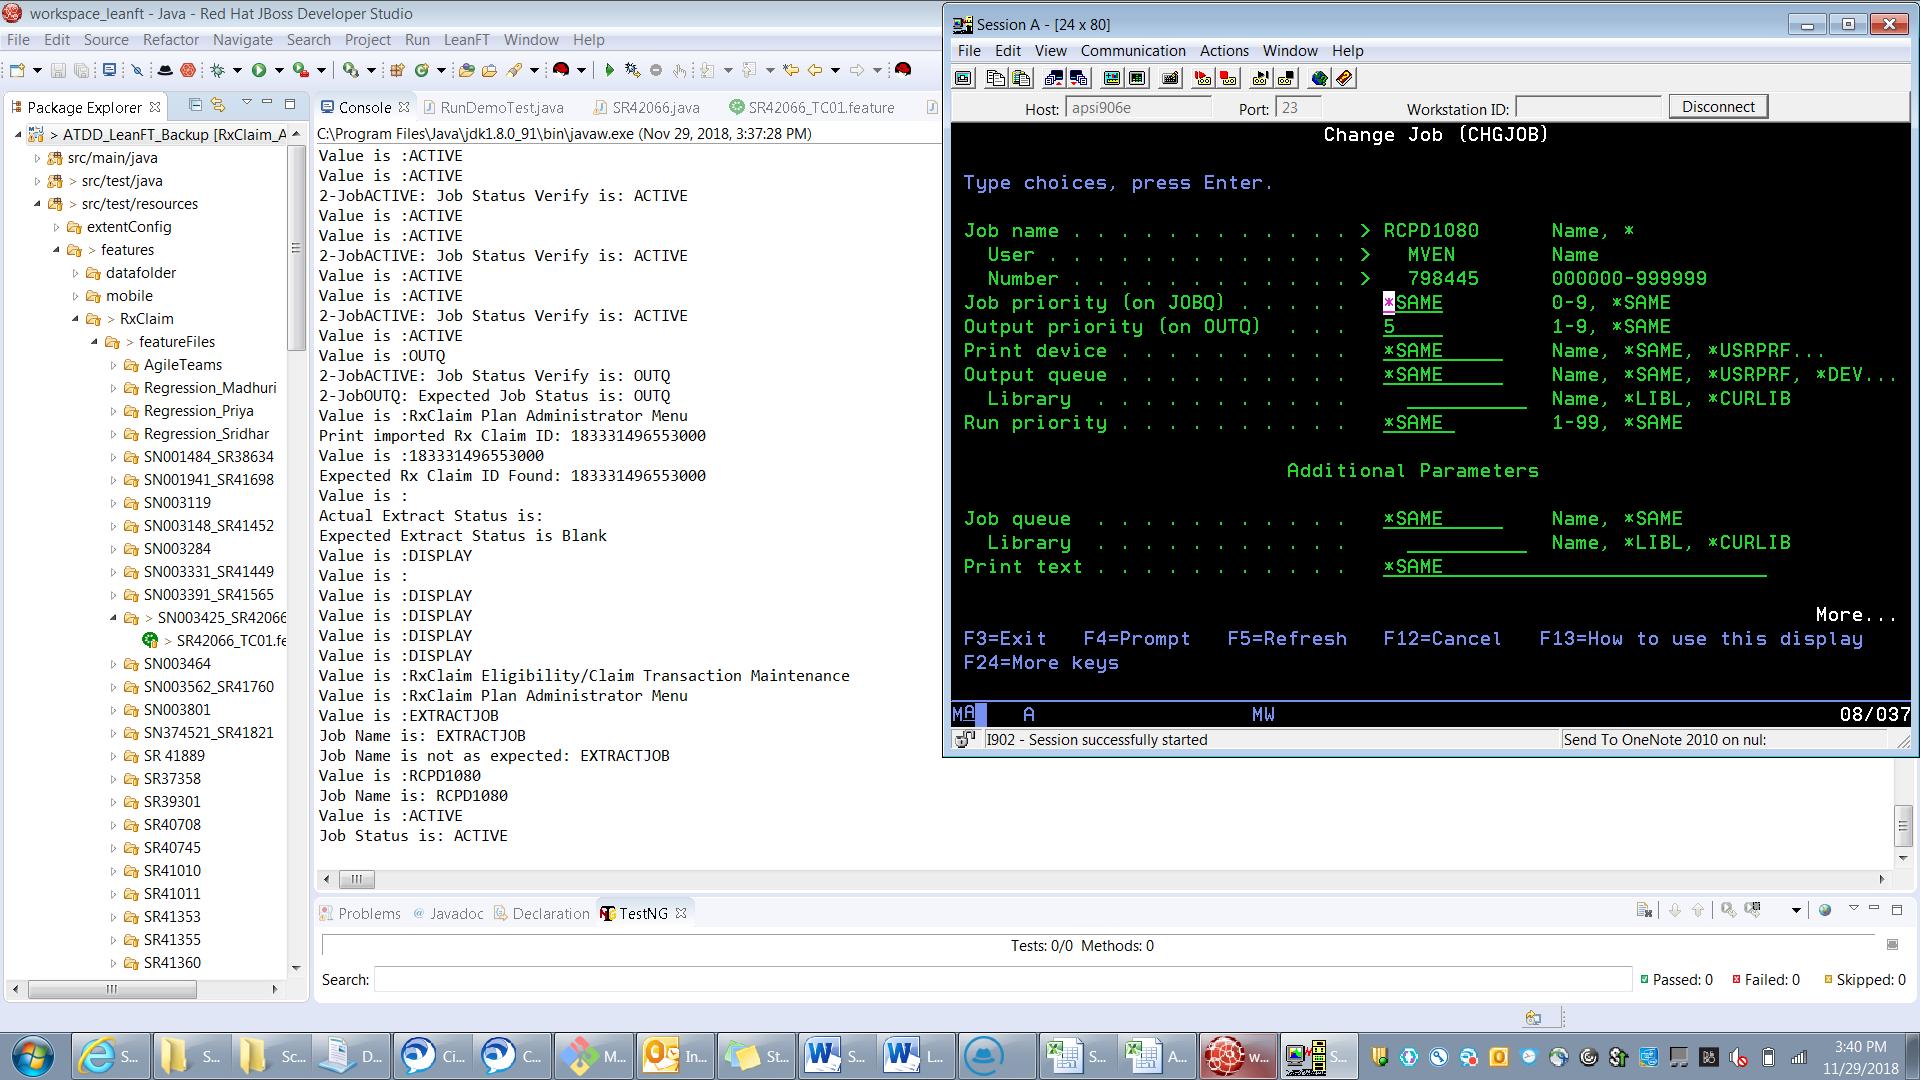 workspace_leanft - Java - Red Hat JBoss Developer Studio
File Edit Source Refactor Navigate Search Project Run LeanFT Window Help
Package Explorer
> ATDD_LeanFT_Backup [RxClaim_A
src/main/java
> src/test/java
> src/test/resources
extentConfig
> features
datafolder
mobile
> RxClaim
> featureFiles
AgileTeams
Regression_Madhuri
Regression_Priya
Regression_Sridhar
SN001484_SR38634
SN001941_SR41698
SN003119
SN003148_SR41452
SN003284
SN003331_SR41449
SN003391_SR41565
> SN003425_SR42066
> SR42066_TC01.fe
SN003464
SN003562_SR41760
SN003801
SN374521_SR41821
SR 41889
SR37358
SR39301
SR40708
SR40745
SR41010
SR41011
SR41353
SR41355
SR41360
Console RunDemoTest.java SR42066.java SR42066_TC01.feature
C:\Program Files\Java\jdk1.8.0_91\bin\javaw.exe (Nov 29, 2018, 3:37:28 PM)
Value is :ACTIVE
Value is :ACTIVE
2-JobACTIVE: Job Status Verify is: ACTIVE
Value is :ACTIVE
Value is :ACTIVE
2-JobACTIVE: Job Status Verify is: ACTIVE
Value is :ACTIVE
Value is :ACTIVE
2-JobACTIVE: Job Status Verify is: ACTIVE
Value is :ACTIVE
Value is :OUTQ
2-JobACTIVE: Job Status Verify is: OUTQ
2-JobOUTQ: Expected Job Status is: OUTQ
Value is :RxClaim Plan Administrator Menu
Print imported Rx Claim ID: 183331496553000
Value is :183331496553000
Expected Rx Claim ID Found: 183331496553000
Value is :
Actual Extract Status is:
Expected Extract Status is Blank
Value is :DISPLAY
Value is :
Value is :DISPLAY
Value is :DISPLAY
Value is :DISPLAY
Value is :DISPLAY
Value is :RxClaim Eligibility/Claim Transaction Maintenance
Value is :RxClaim Plan Administrator Menu
Value is :EXTRACTJOB
Job Name is: EXTRACTJOB
Job Name is not as expected: EXTRACTJOB
Value is :RCPD1080
Job Name is: RCPD1080
Value is :ACTIVE
Job Status is: ACTIVE
Problems @ Javadoc Declaration TestNG
Tests: 0/0 Methods: 0
Search:
Passed: 0 Failed: 0 Skipped: 0
Session A - [24 x 80]
File Edit View Communication Actions Window Help
Host: apsi906e Port: 23 Workstation ID: Disconnect
Change Job (CHGJOB)
Type choices, press Enter.
Job name . . . . . . . . . . . . > RCPD1080 Name, *
User . . . . . . . . . . . . . > MVEN Name
Number . . . . . . . . . . . . > 798445 000000-999999
Job priority (on JOBQ) . . . . . *SAME 0-9, *SAME
Output priority (on OUTQ) . . . 5 1-9, *SAME
Print device . . . . . . . . . . *SAME Name, *SAME, *USRPRF...
Output queue . . . . . . . . . . *SAME Name, *SAME, *USRPRF, *DEV...
Library . . . . . . . . . . . Name, *LIBL, *CURLIB
Run priority . . . . . . . . . . *SAME 1-99, *SAME
Additional Parameters
Job queue . . . . . . . . . . . *SAME Name, *SAME
Library . . . . . . . . . . . Name, *LIBL, *CURLIB
Print text . . . . . . . . . . . *SAME
More...
F3=Exit F4=Prompt F5=Refresh F12=Cancel F13=How to use this display
F24=More keys
MA A MW 08/037
I902 - Session successfully started Send To OneNote 2010 on nul:
S... S... Sc... D... Ci... C... M... In... St... S... L... S... A... w... S...
3:40 PM
11/29/2018